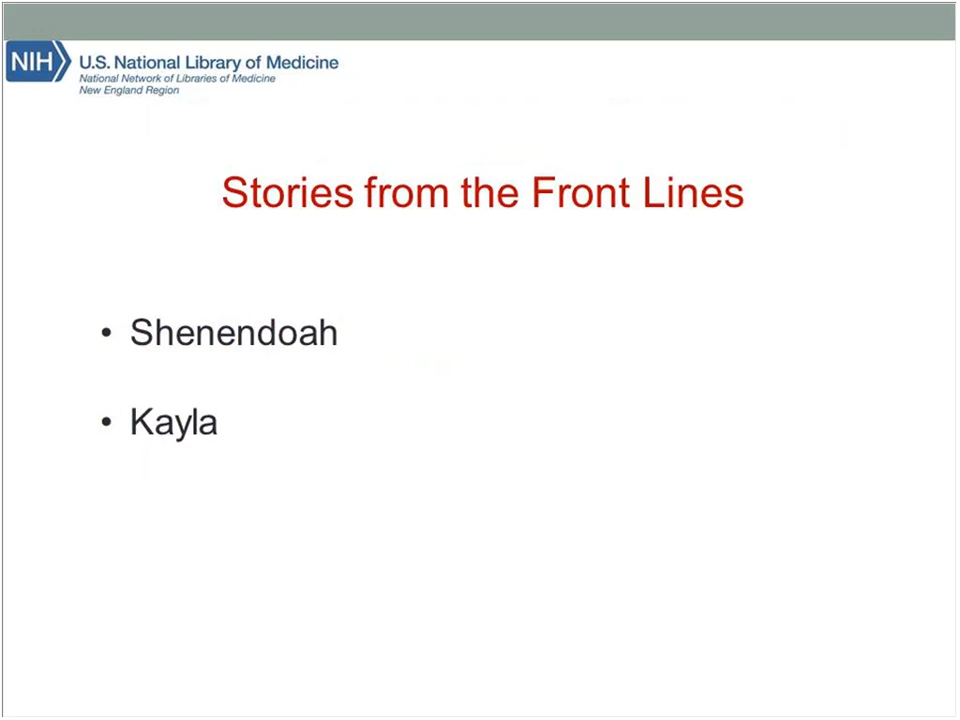 NIH
U.S. National Library of Medicine
National Network of Libraries of Medicine
New England Region
Stories from the Front Lines
• Shenendoah
• Kayla